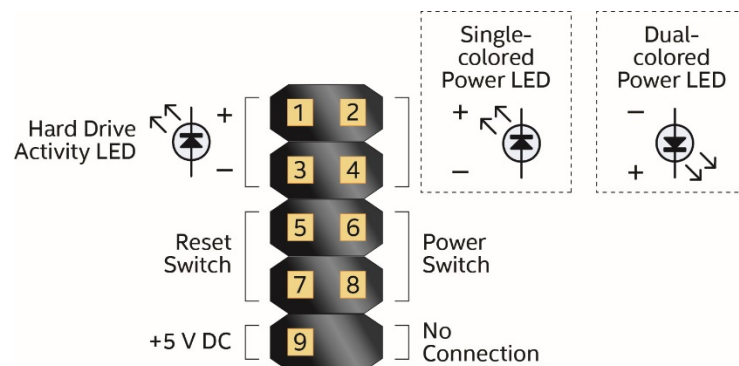 Single-
colored
Power LED
Dual-
colored
Power LED
Hard Drive
Activity LED
+
−
1 2
3 4
+
−
−
+
Reset
Switch
5 6
7 8
Power
Switch
+5 V DC
9
No
Connection